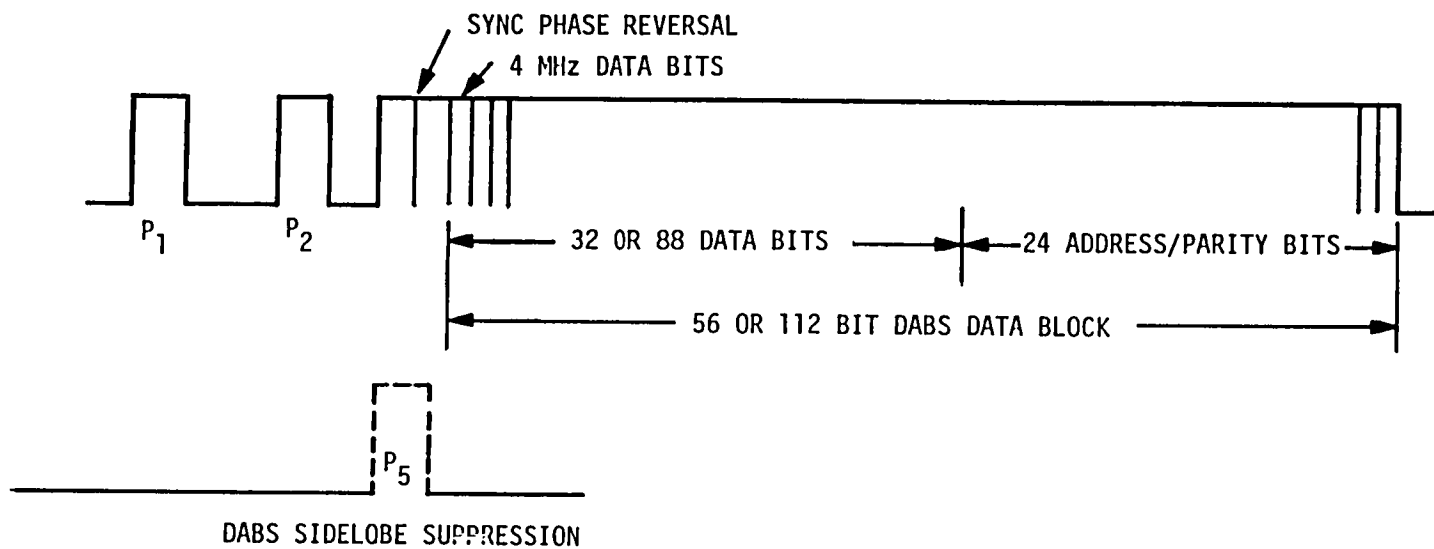 SYNC PHASE REVERSAL
4 MHz DATA BITS
P1
P2
32 OR 88 DATA BITS
24 ADDRESS/PARITY BITS
56 OR 112 BIT DABS DATA BLOCK
P5
DABS SIDELOBE SUPPRESSION